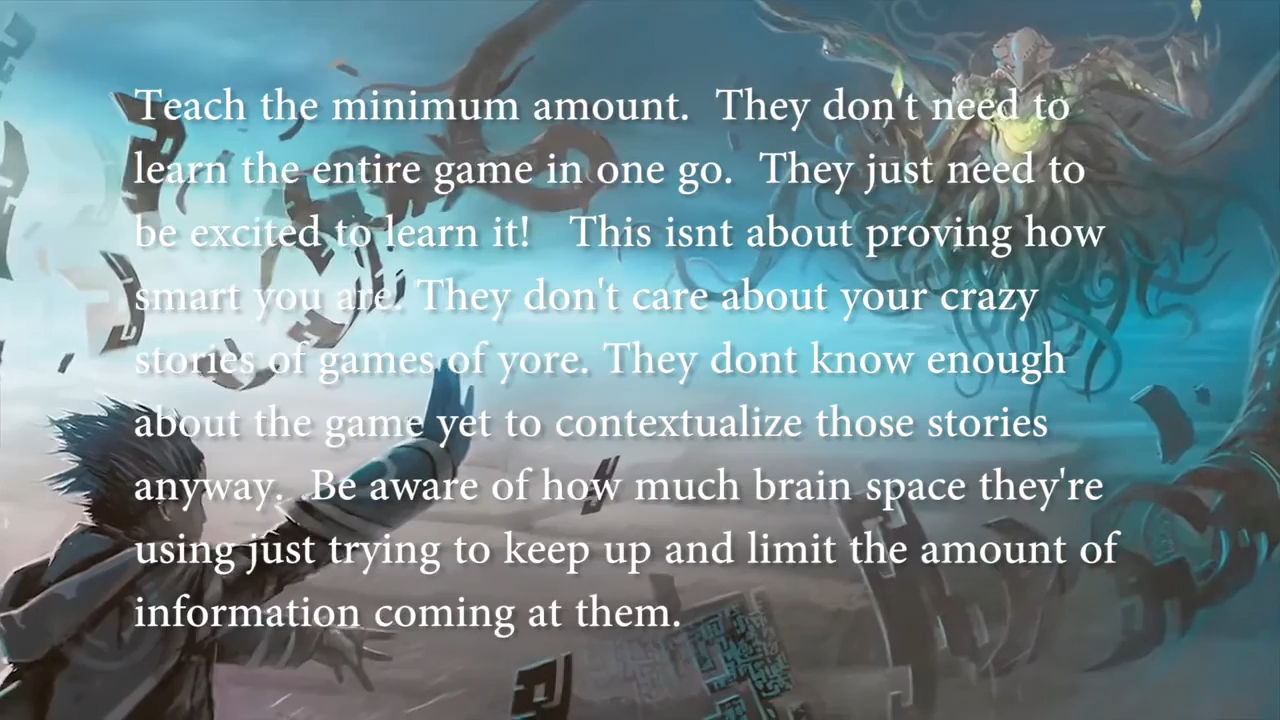 Teach the minimum amount.  They don't need to
learn the entire game in one go.  They just need to
be excited to learn it!   This isnt about proving how
smart you are. They don't care about your crazy
stories of games of yore. They dont know enough
about the game yet to contextualize those stories
anyway.  Be aware of how much brain space they're
using just trying to keep up and limit the amount of
information coming at them.